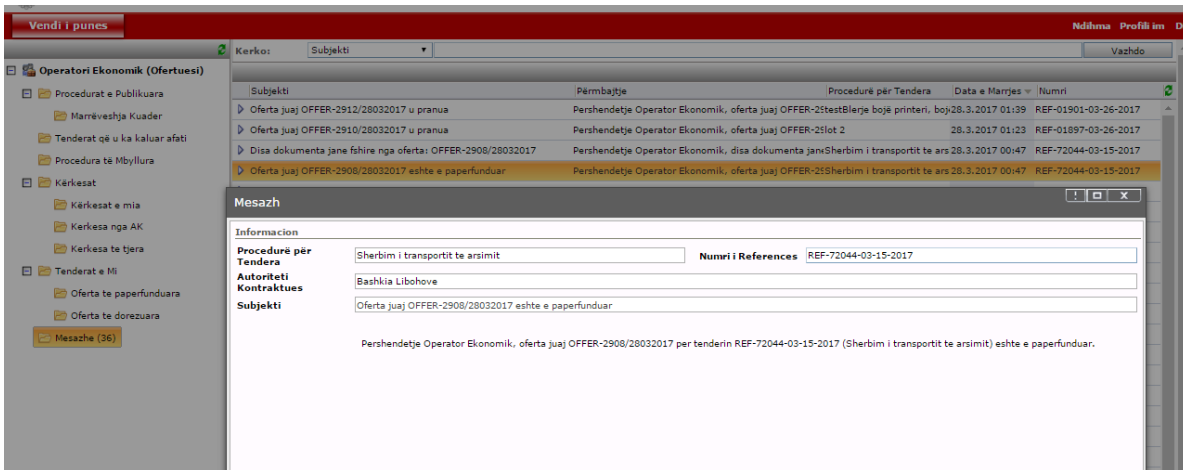 Vendi i punes
Ndihma Profili im D
Kerko: Subjekti Vazhdo
Operatori Ekonomik (Ofertuesi)
Procedurat e Publikuara
Marrëveshja Kuader
Tenderat që u ka kaluar afati
Procedura të Mbyllura
Kërkesat
Kërkesat e mia
Kerkesa nga AK
Kerkesa te tjera
Tenderat e Mi
Oferta te paperfunduara
Oferta te dorezuara
Mesazhe (36)
Subjekti Përmbajtje Procedurë për Tendera Data e Marrjes Numri
Oferta juaj OFFER-2912/28032017 u pranua Pershendetje Operator Ekonomik, oferta juaj OFFER-29 testBlerje bojë printeri, boj 28.3.2017 01:39 REF-01901-03-26-2017
Oferta juaj OFFER-2910/28032017 u pranua Pershendetje Operator Ekonomik, oferta juaj OFFER-29 lot 2 28.3.2017 01:23 REF-01897-03-26-2017
Disa dokumenta jane fshire nga oferta: OFFER-2908/28032017 Pershendetje Operator Ekonomik, disa dokumenta jane Sherbim i transportit te ars 28.3.2017 00:47 REF-72044-03-15-2017
Oferta juaj OFFER-2908/28032017 eshte e paperfunduar Pershendetje Operator Ekonomik, oferta juaj OFFER-29 Sherbim i transportit te ars 28.3.2017 00:47 REF-72044-03-15-2017
Mesazh
Informacion
Procedurë për Tendera Sherbim i transportit te arsimit Numri i References REF-72044-03-15-2017
Autoriteti Kontraktues Bashkia Libohove
Subjekti Oferta juaj OFFER-2908/28032017 eshte e paperfunduar
Pershendetje Operator Ekonomik, oferta juaj OFFER-2908/28032017 per tenderin REF-72044-03-15-2017 (Sherbim i transportit te arsimit) eshte e paperfunduar.